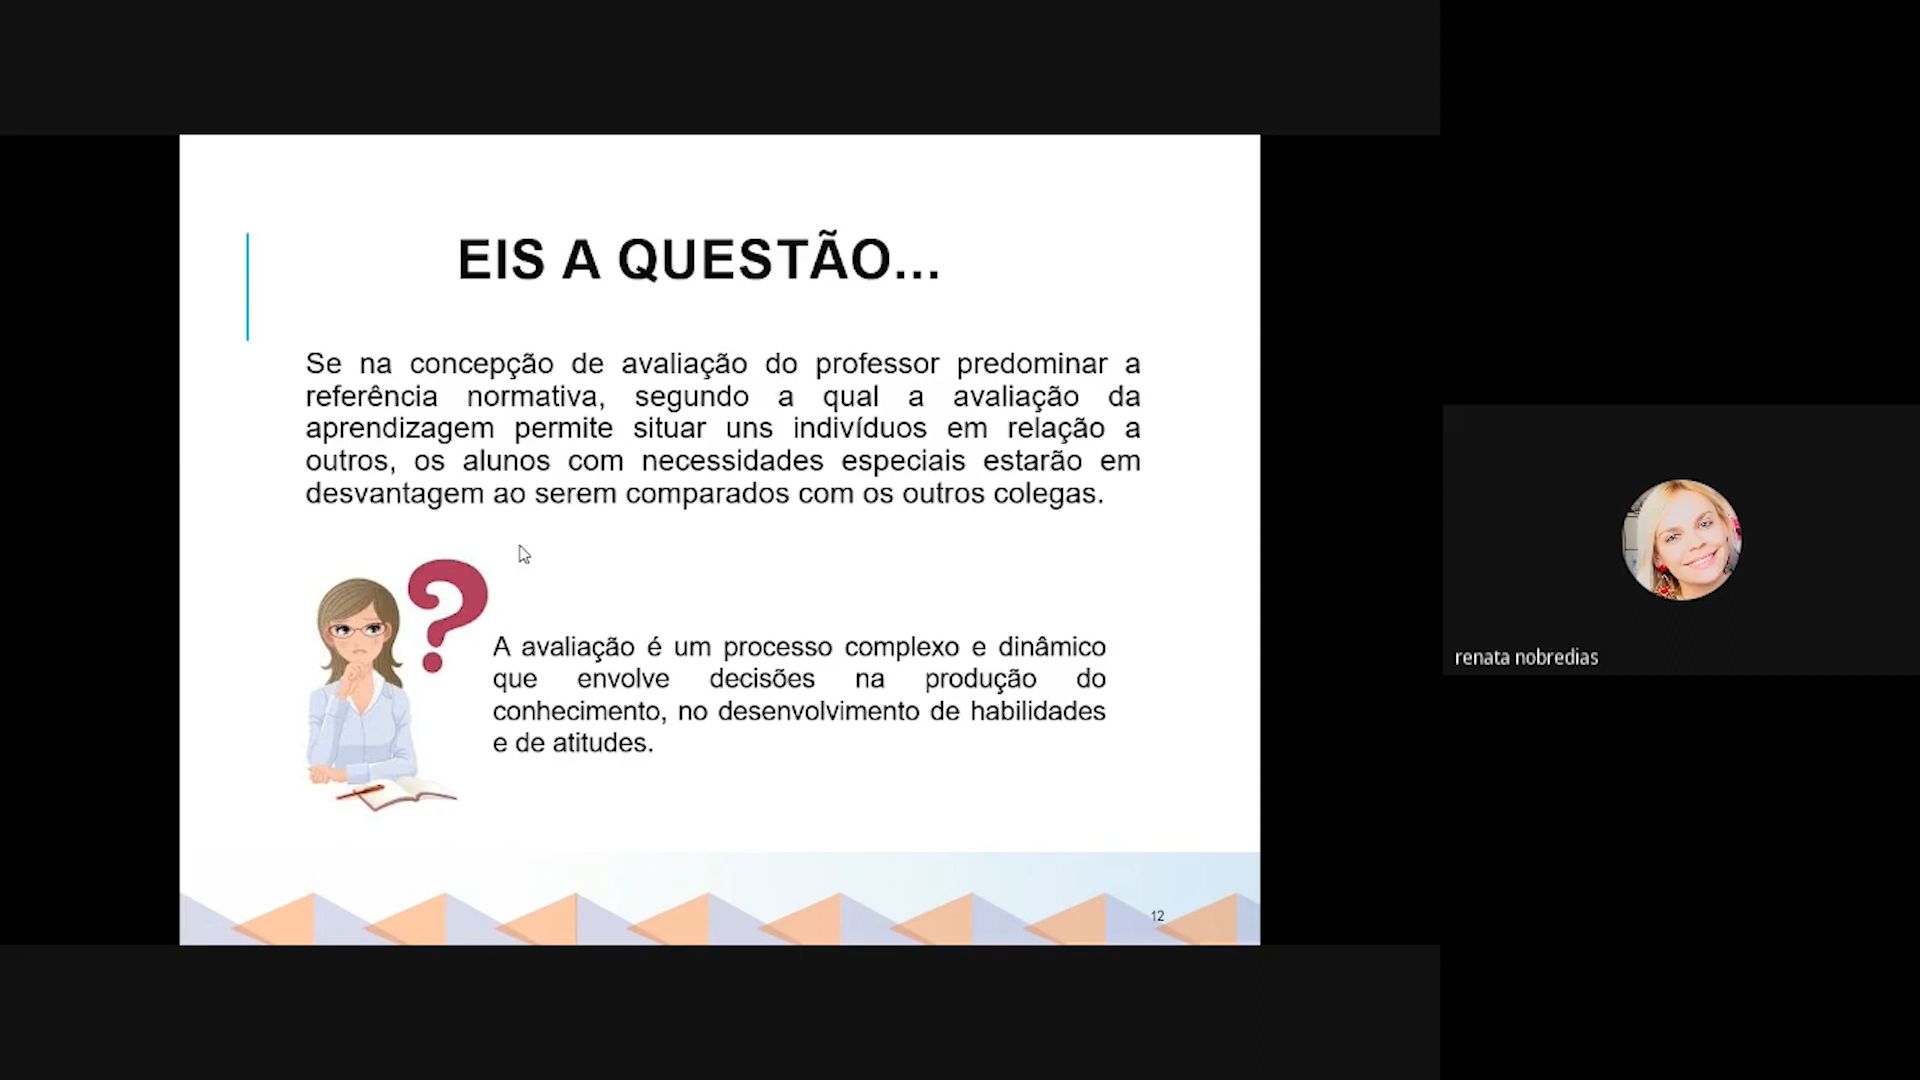 EIS A QUESTÃO...
Se na concepção de avaliação do professor predominar a
referência normativa, segundo a qual a avaliação da
aprendizagem permite situar uns indivíduos em relação a
outros, os alunos com necessidades especiais estarão em
desvantagem ao serem comparados com os outros colegas.
?
A avaliação é um processo complexo e dinâmico
que envolve decisões na produção do
conhecimento, no desenvolvimento de habilidades
e de atitudes.
12
renata nobredias